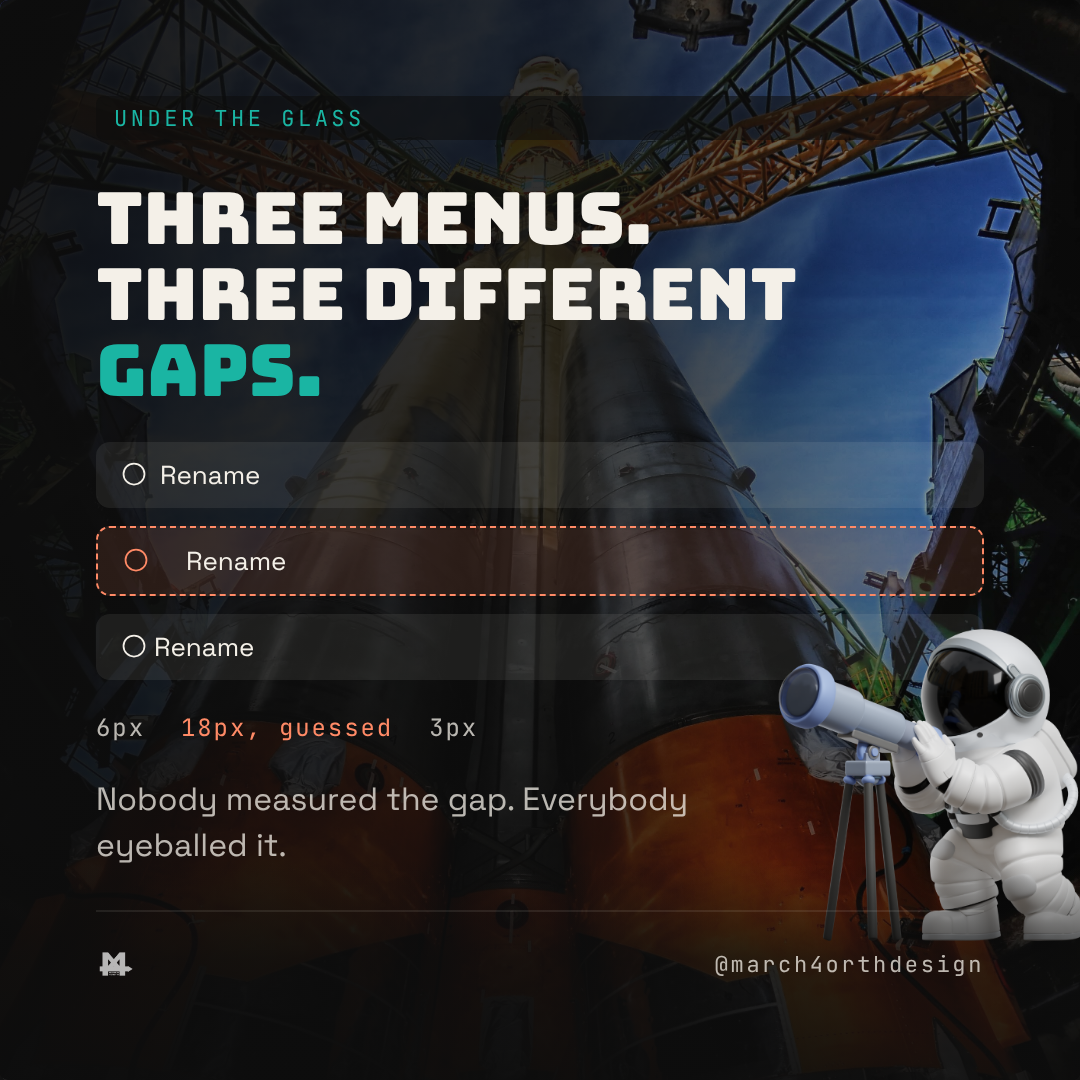 UNDER THE GLASS
THREE MENUS.
THREE DIFFERENT
GAPS.
Rename
Rename
Rename
6px 18px, guessed 3px
Nobody measured the gap. Everybody
eyeballed it.
@march4orthdesign